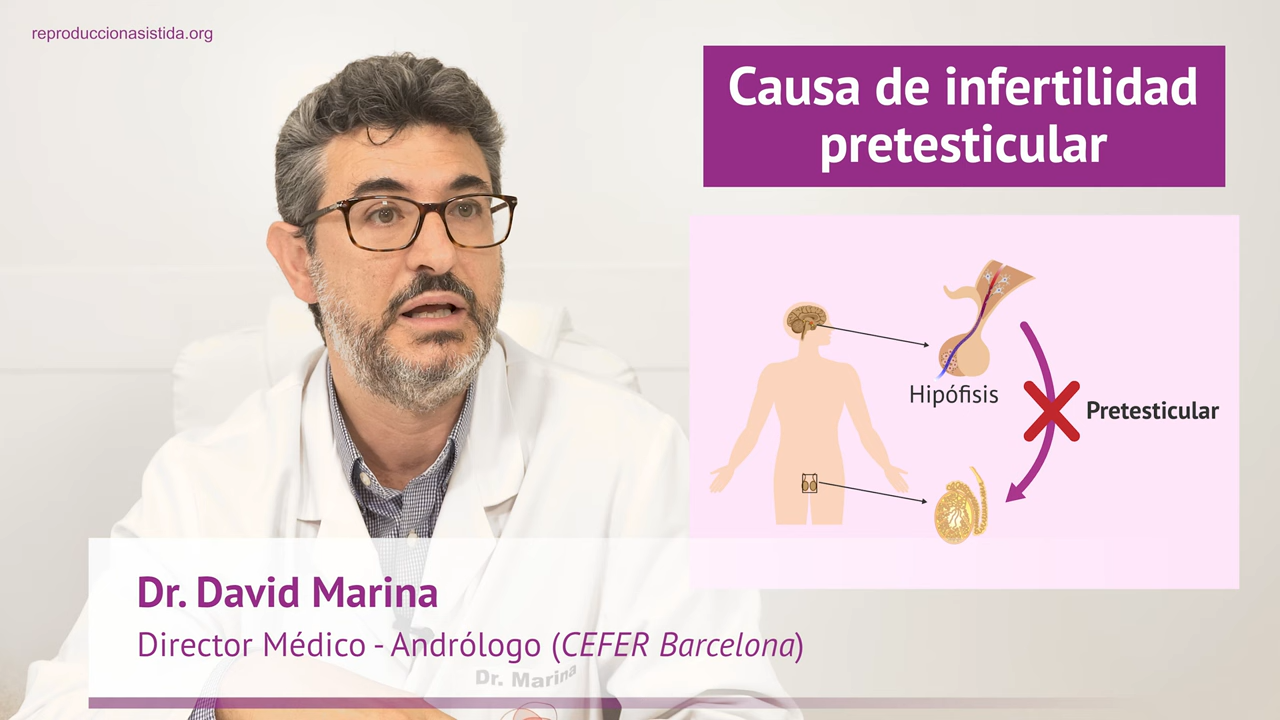 reproduccionasistida.org
Causa de infertilidad
pretesticular
Hipófisis
Pretesticular
Dr. David Marina
Director Médico - Andrólogo (CEFER Barcelona)
Dr. Marina